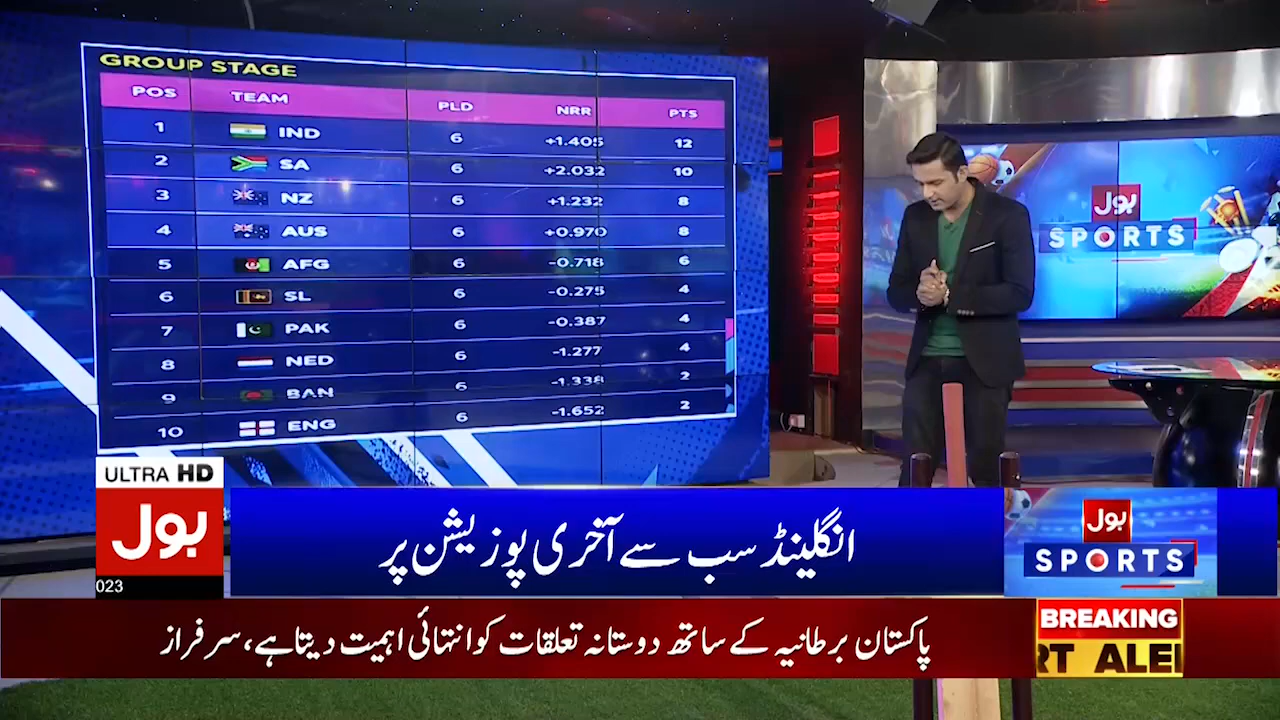 GROUP STAGE
POS TEAM PLD NRR PTS
1 IND 6 +1.405 12
2 SA 6 +2.032 10
3 NZ 6 +1.232 8
4 AUS 6 +0.970 8
5 AFG 6 -0.718 6
6 SL 6 -0.275 4
7 PAK 6 -0.387 4
8 NED 6 -1.277 4
9 BAN 6 -1.338 2
10 ENG 6 -1.652 2
بول
SPORTS
ULTRA HD
بول
023
انگلینڈ سب سے آخری پوزیشن پر
بول
SPORTS
پاکستان برطانیہ کے ساتھ دوستانہ تعلقات کو انتہائی اہمیت دیتا ہے، سرفراز
BREAKING
RT ALE